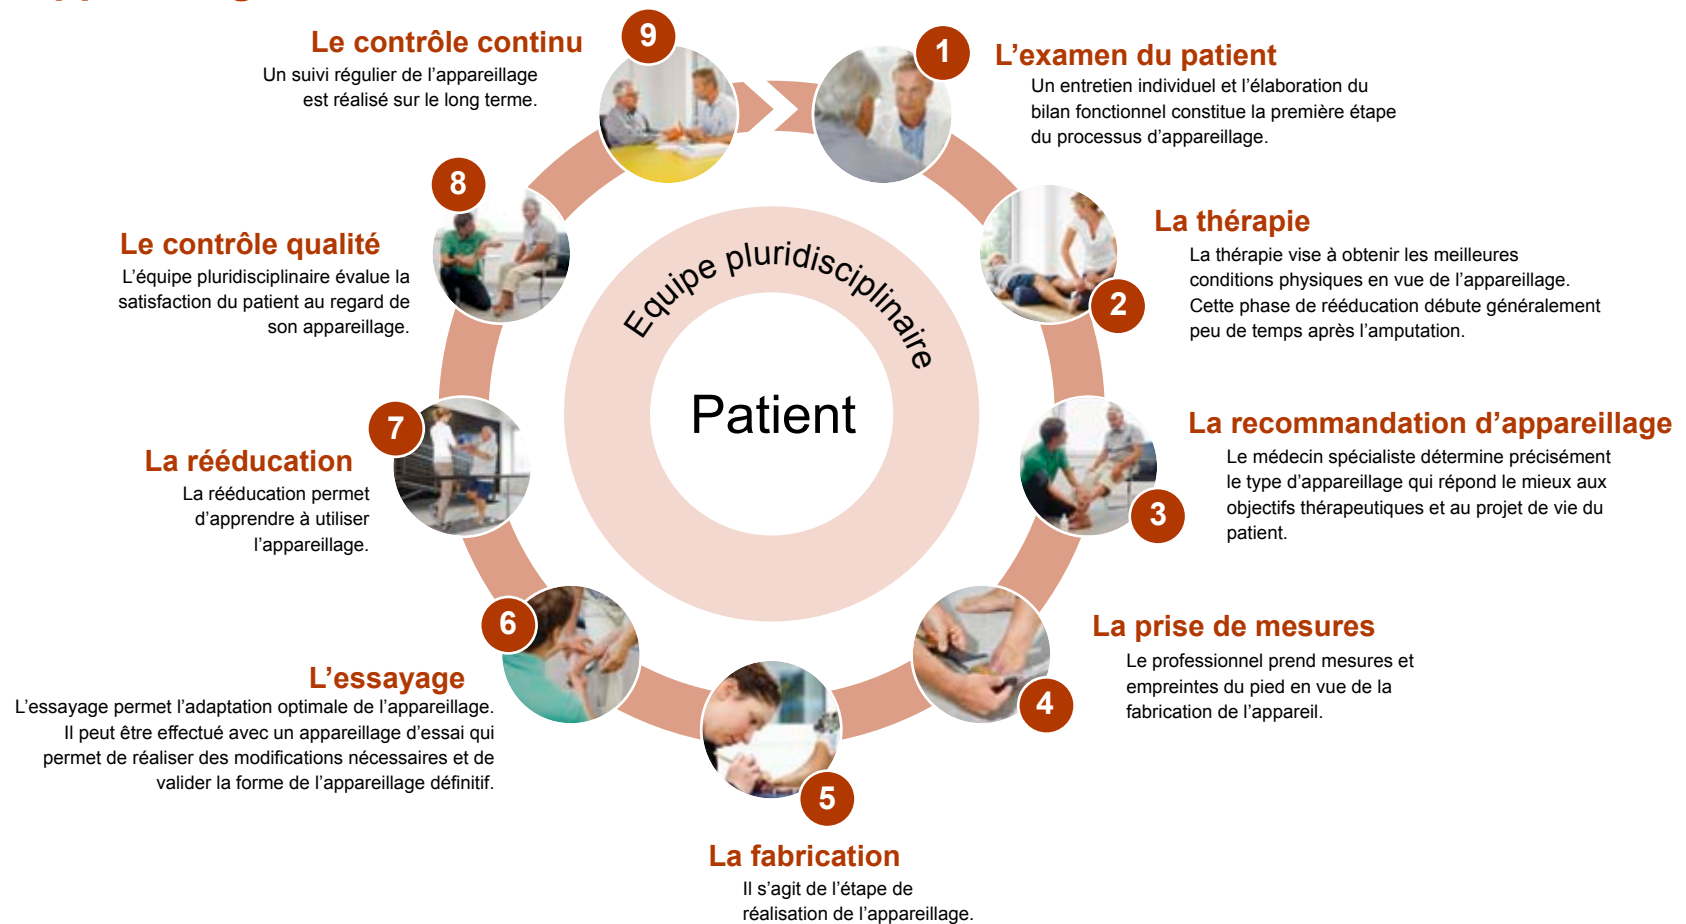 1
L’examen du patient
Un entretien individuel et l’élaboration du
bilan fonctionnel constitue la première étape
du processus d’appareillage.
2
La thérapie
La thérapie vise à obtenir les meilleures
conditions physiques en vue de l’appareillage.
Cette phase de rééducation débute généralement
peu de temps après l’amputation.
3
La recommandation d’appareillage
Le médecin spécialiste détermine précisément
le type d’appareillage qui répond le mieux aux
objectifs thérapeutiques et au projet de vie du
patient.
4
La prise de mesures
Le professionnel prend mesures et
empreintes du pied en vue de la
fabrication de l’appareil.
5
La fabrication
Il s’agit de l’étape de
réalisation de l’appareillage.
6
L’essayage
L’essayage permet l’adaptation optimale de l’appareillage.
Il peut être effectué avec un appareillage d’essai qui
permet de réaliser des modifications nécessaires et de
valider la forme de l’appareillage définitif.
7
La rééducation
La rééducation permet
d’apprendre à utiliser
l’appareillage.
8
Le contrôle qualité
L’équipe pluridisciplinaire évalue la
satisfaction du patient au regard de
son appareillage.
9
Le contrôle continu
Un suivi régulier de l’appareillage
est réalisé sur le long terme.
Equipe pluridisciplinaire
Patient